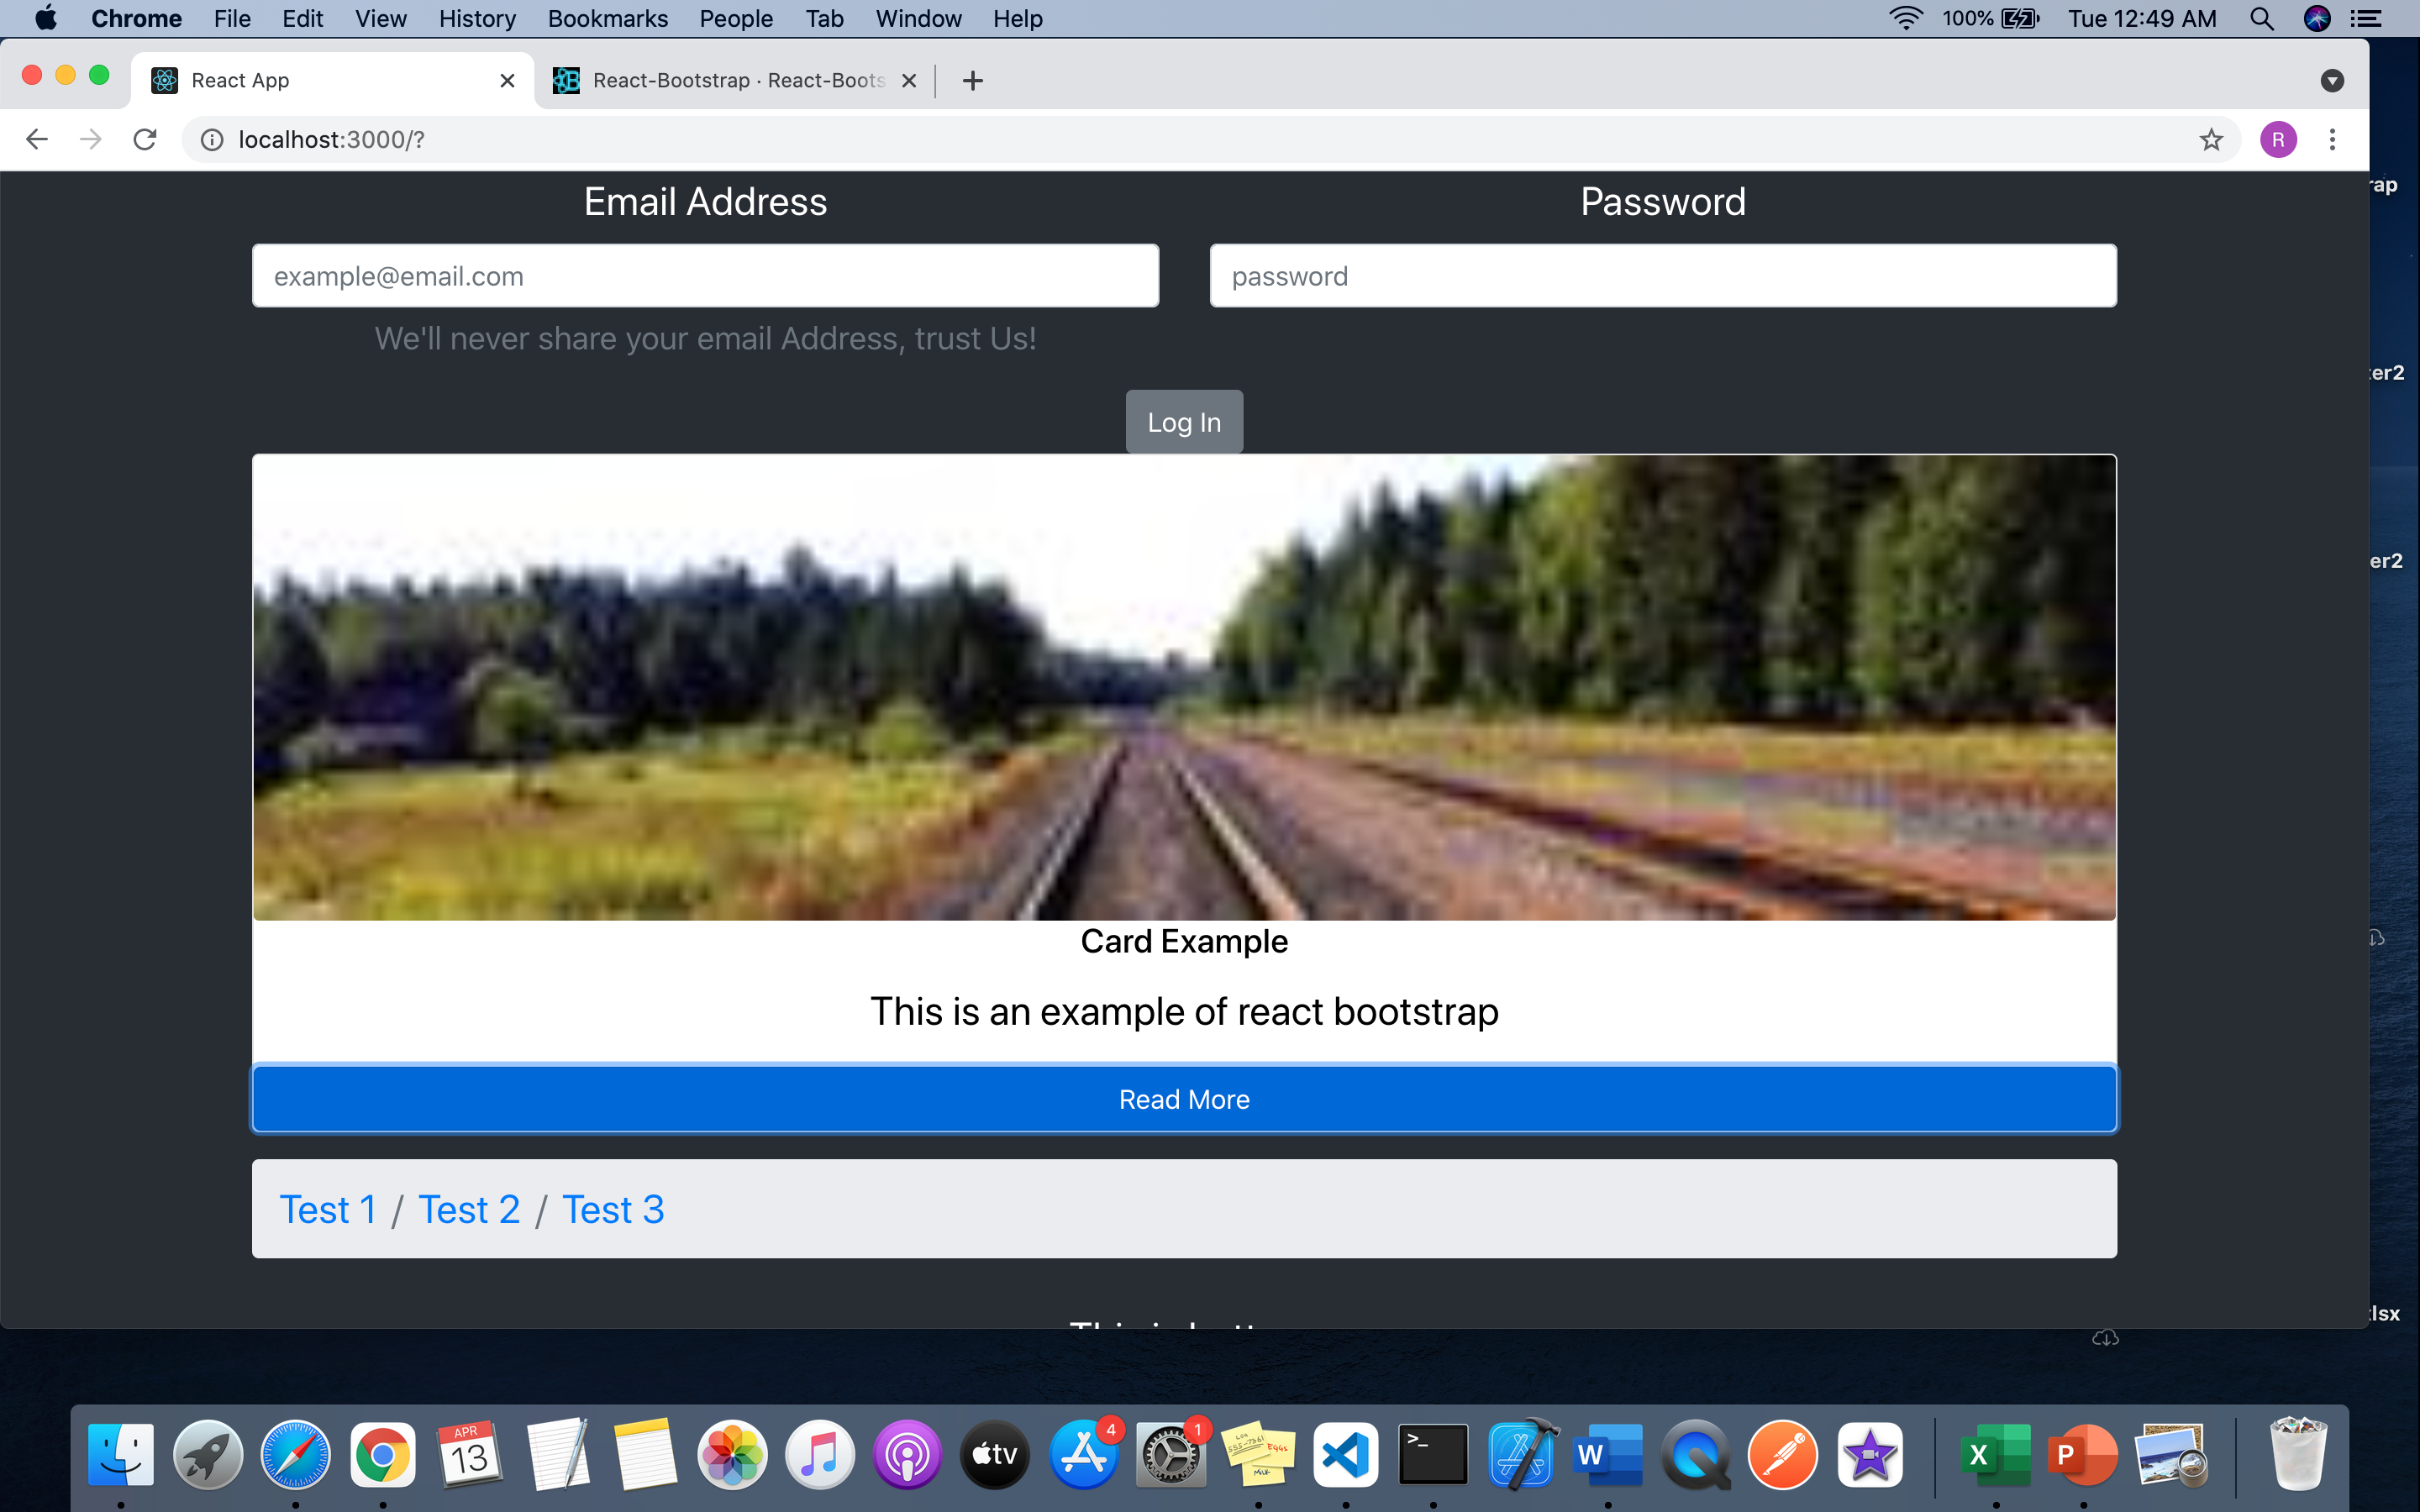 Chrome File Edit View History Bookmarks People Tab Window Help 100% Tue 12:49 AM
React App React-Bootstrap · React-Boots
localhost:3000/? R
rap
Email Address Password
example@email.com password
We'll never share your email Address, trust Us!
ter2
Log In
er2
Card Example
This is an example of react bootstrap
Read More
Test 1 / Test 2 / Test 3
lsx
APR
13
tv
4
1
>_
W
X
P